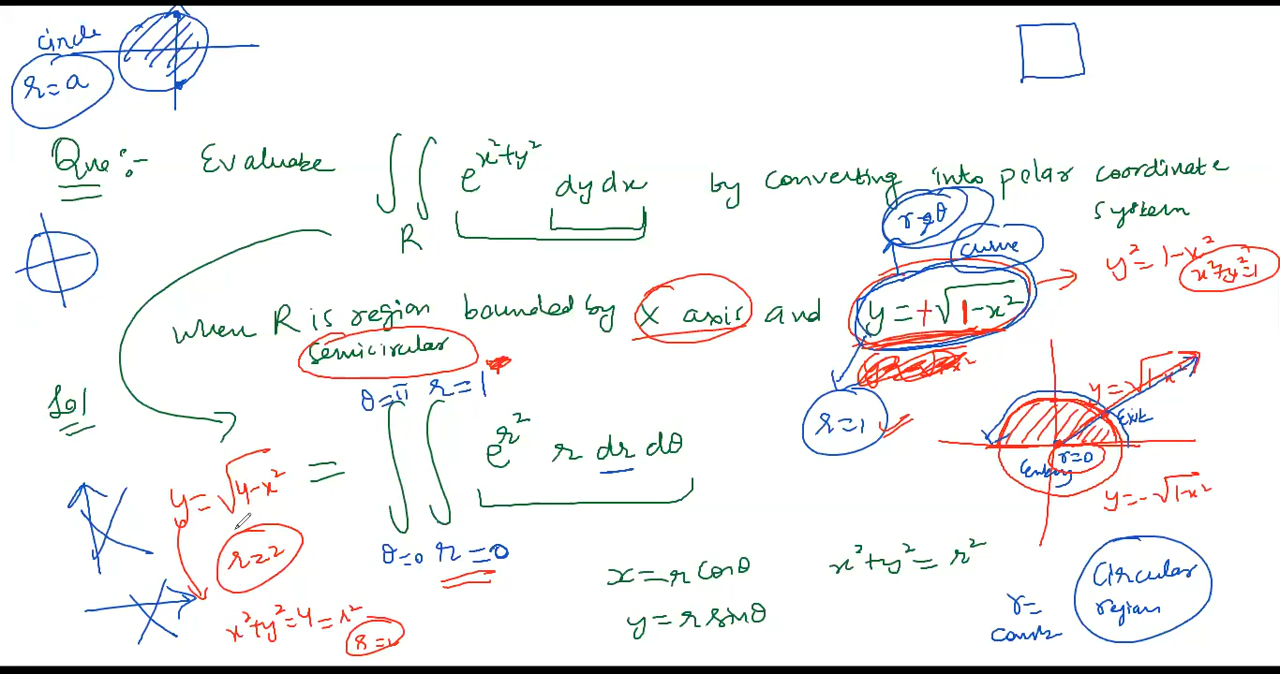 circle
r = a
Que:- Evaluate ∫∫ e^{x²+y²} dy dx by converting into polar coordinate
R
system
r, θ
curve
y² = 1-x²
x²+y²=1
when R is region bounded by X axis and y = +√1-x²
semicircular
θ=π r=1
r=1
y=√1-x²
Exit
Sol
= ∫∫ e^{r²} r dr dθ
r=0
Entry
y=√4-x²
y=-√1-x²
r=2
θ=0 r=0
x = r cosθ
x²+y² = r²
y = r sinθ
x²+y²=4=r²
Circular
region
r=